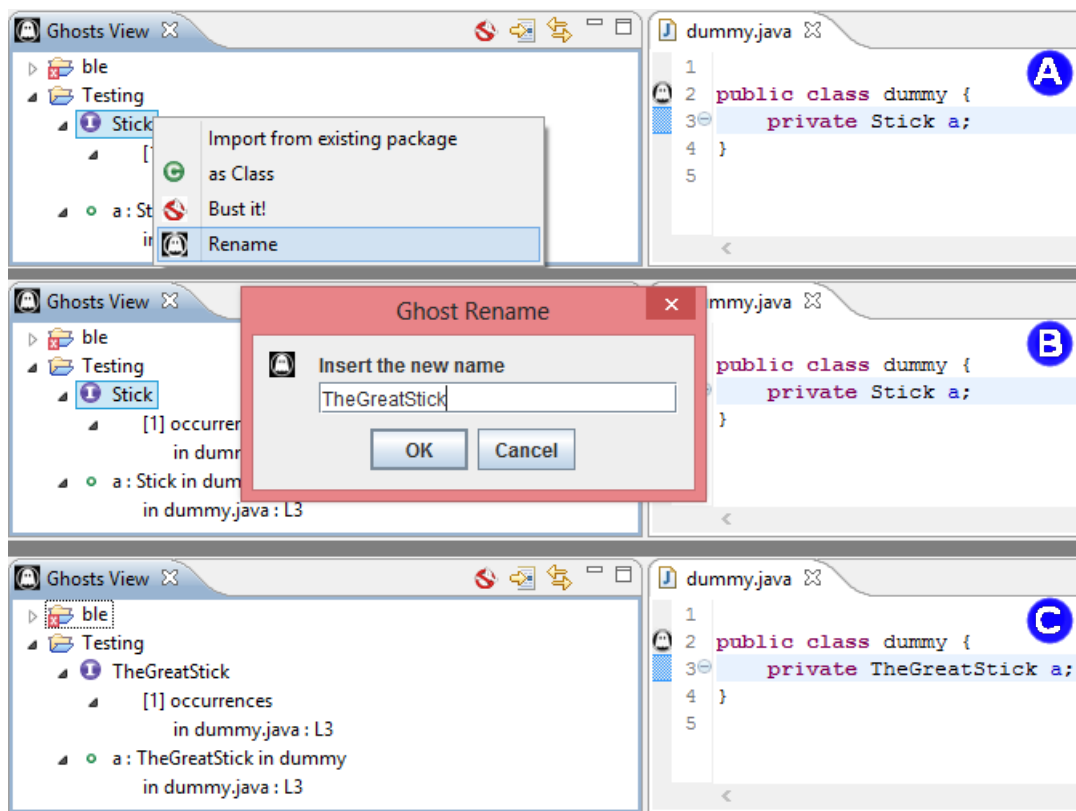 Ghosts View
ble
Testing
Stick
[
a : St
in
Import from existing package
as Class
Bust it!
Rename
dummy.java
A
1
2 public class dummy {
3 private Stick a;
4 }
5
Ghosts View
ble
Testing
Stick
[1] occurren
in dumm
a : Stick in dum
in dummy.java : L3
Ghost Rename
Insert the new name
TheGreatStick
OK
Cancel
mmy.java
B
public class dummy {
private Stick a;
}
Ghosts View
ble
Testing
TheGreatStick
[1] occurrences
in dummy.java : L3
a : TheGreatStick in dummy
in dummy.java : L3
dummy.java
C
1
2 public class dummy {
3 private TheGreatStick a;
4 }
5